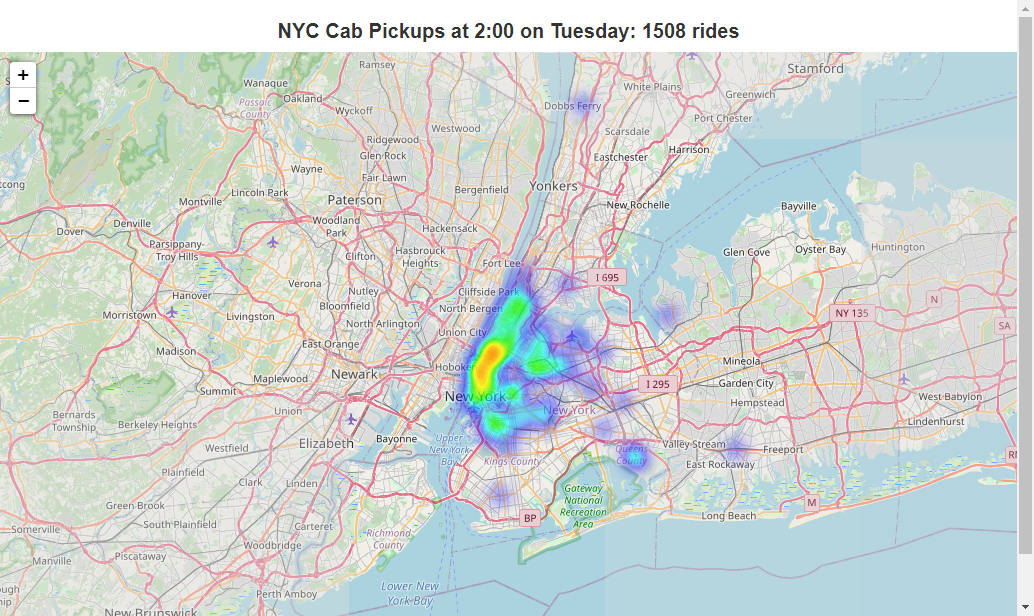 NYC Cab Pickups at 2:00 on Tuesday: 1508 rides
+
−
Ramsey
Stamford
Wanaque
White Plains
Greenwich
Oakland
Passaic
County
Wyckoff
Dobbs Ferry
Port Chester
Westwood
Scarsdale
Ridgewood
Glen Rock
Harrison
Eastchester
Wayne
Fair Lawn
Lincoln Park
Bergenfield
Yonkers
Montville
Paterson
New Rochelle
Bayville
Denville
Dover
Woodland
Park
Hackensack
Parsippany-
Troy Hills
Clifton
Hasbrouck
Heights
Glen Cove
Oyster Bay
Huntington
Fort Lee
I 695
Verona
Nutley
Cliffside Park
Hanover
Bloomfield
North Bergen
N
Morristown
Livingston
North Arlington
NY 135
SA
Union City
East Orange
Madison
Mineola
Newark
Hoboken
Maplewood
I 295
Garden City
Summit
New York
Hempstead
West Babylon
Bernards
Township
Union
New York
Berkeley Heights
Lindenhurst
Elizabeth
Bayonne
Upper
New York
Bay
Valley Stream
Freeport
Westfield
Queens
County
Kings County
East Rockaway
Plainfield
Clark
Linden
Gateway
National
Recreation
Area
Green Brook
M
BP
Long Beach
South Plainfield
Carteret
Somerville
Richmond
County
Woodbridge
Piscataway
Manville
Perth Amboy
Lower New
York Bay
New Brunswick